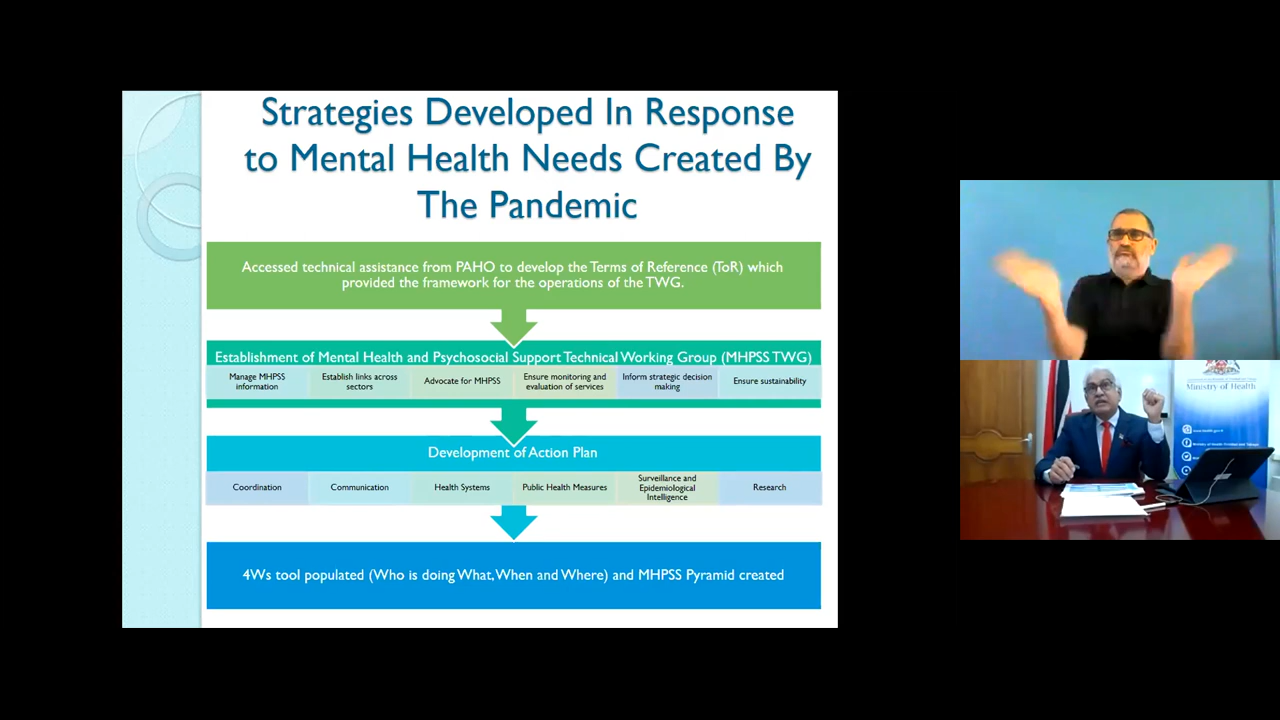 Strategies Developed In Response
to Mental Health Needs Created By
The Pandemic
Accessed technical assistance from PAHO to develop the Terms of Reference (ToR) which
provided the framework for the operations of the TWG.
Establishment of Mental Health and Psychosocial Support Technical Working Group (MHPSS TWG)
Manage MHPSS
information
Establish links across
sectors
Advocate for MHPSS
Ensure monitoring and
evaluation of services
Inform strategic decision
making
Ensure sustainability
Development of Action Plan
Coordination
Communication
Health Systems
Public Health Measures
Surveillance and
Epidemiological
Intelligence
Research
4Ws tool populated (Who is doing What, When and Where) and MHPSS Pyramid created
Ministry of Health